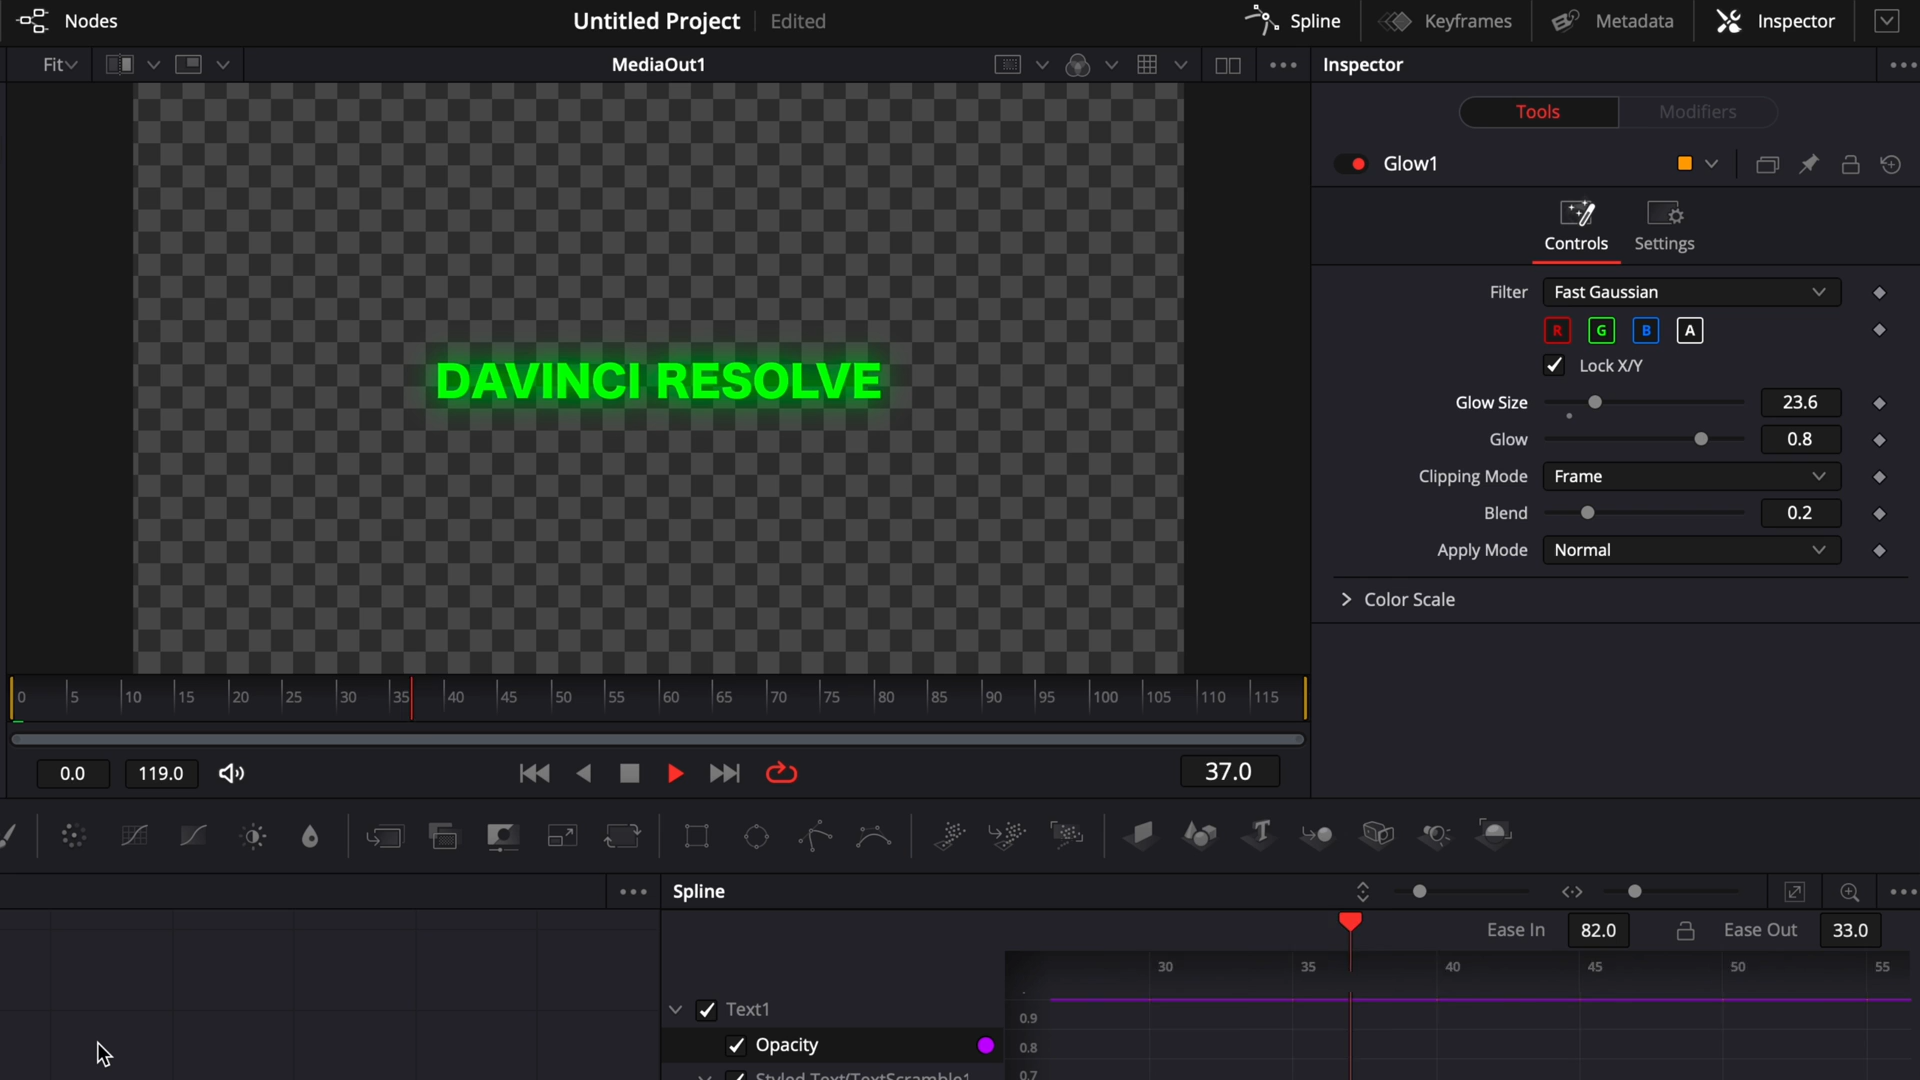 Nodes
Untitled Project
Edited
Spline
Keyframes
Metadata
Inspector
Fit
MediaOut1
Inspector
Tools
Modifiers
Glow1
Controls
Settings
Filter
Fast Gaussian
R
G
B
A
Lock X/Y
DAVINCI RESOLVE
Glow Size
23.6
Glow
0.8
Clipping Mode
Frame
Blend
0.2
Apply Mode
Normal
Color Scale
0 5 10 15 20 25 30 35 40 45 50 55 60 65 70 75 80 85 90 95 100 105 110 115
0.0
119.0
37.0
Spline
Ease In
82.0
Ease Out
33.0
30 35 40 45 50 55
Text1
0.9
Opacity
0.8
Styled Text/TextScramble1
0.7